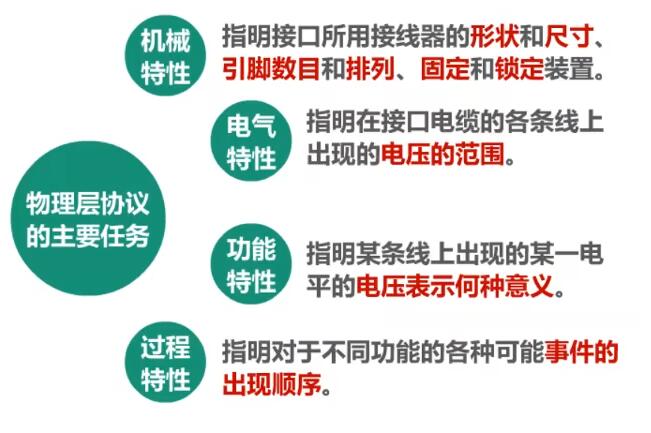 机械
特性
指明接口所用接线器的形状和尺寸、
引脚数目和排列、固定和锁定装置。
电气
特性
指明在接口电缆的各条线上
出现的电压的范围。
物理层协议
的主要任务
功能
特性
指明某条线上出现的某一电
平的电压表示何种意义。
过程
特性
指明对于不同功能的各种可能事件的
出现顺序。